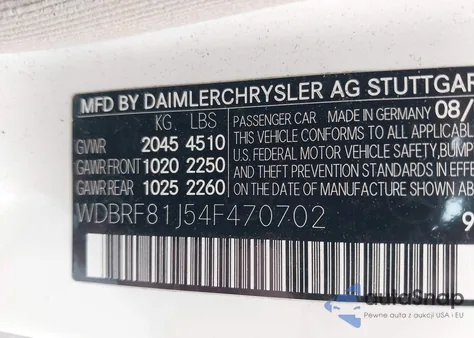 MFD BY DAIMLERCHRYSLER AG STUTTGAR
KG LBS
GVWR 2045 4510
GAWR FRONT 1020 2250
GAWR REAR 1025 2260
PASSENGER CAR MADE IN GERMANY 08/
THIS VEHICLE CONFORMS TO ALL APPLICABL
U.S. FEDERAL MOTOR VEHICLE SAFETY, BUMP
AND THEFT PREVENTION STANDARDS IN EFFE
THE DATE OF MANUFACTURE SHOWN AB
WDBRF81J54F470702
9
autoSnap
Pewne auta z aukcji USA i EU